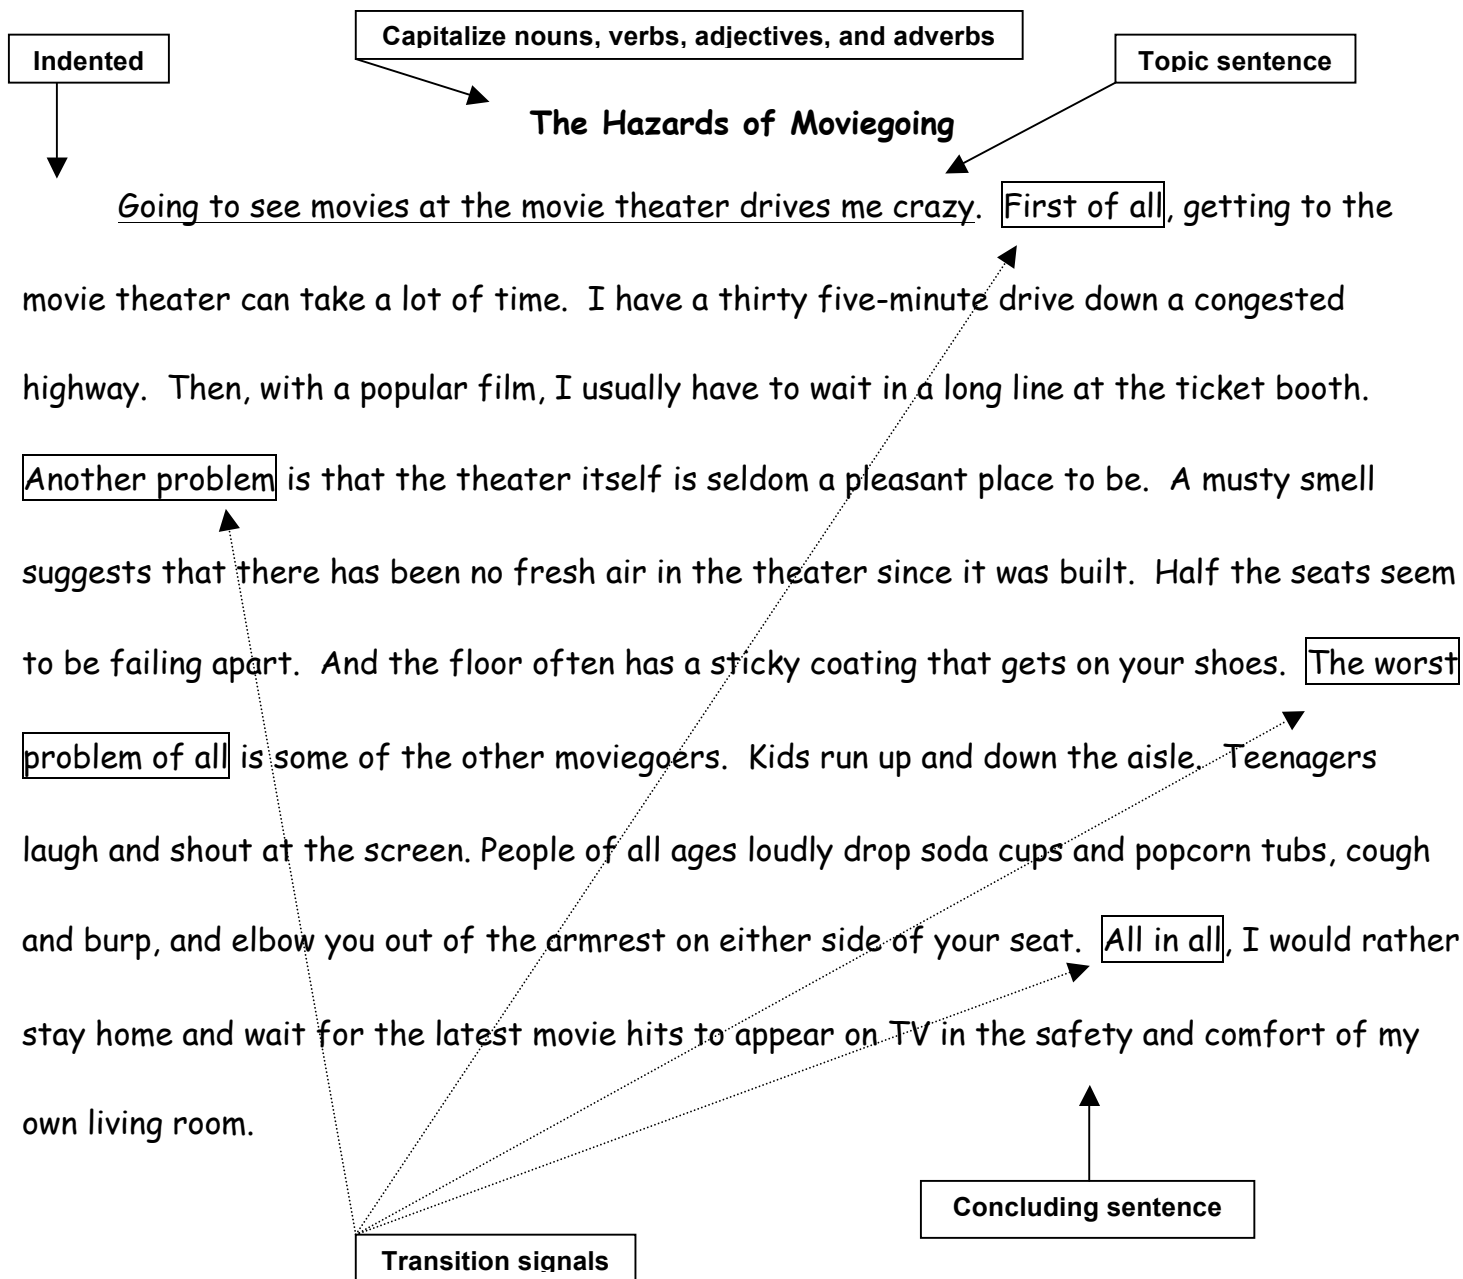 Capitalize nouns, verbs, adjectives, and adverbs
Indented
Topic sentence
The Hazards of Moviegoing
Going to see movies at the movie theater drives me crazy. First of all, getting to the
movie theater can take a lot of time. I have a thirty five-minute drive down a congested
highway. Then, with a popular film, I usually have to wait in a long line at the ticket booth.
Another problem is that the theater itself is seldom a pleasant place to be. A musty smell
suggests that there has been no fresh air in the theater since it was built. Half the seats seem
to be failing apart. And the floor often has a sticky coating that gets on your shoes. The worst
problem of all is some of the other moviegoers. Kids run up and down the aisle. Teenagers
laugh and shout at the screen. People of all ages loudly drop soda cups and popcorn tubs, cough
and burp, and elbow you out of the armrest on either side of your seat. All in all, I would rather
stay home and wait for the latest movie hits to appear on TV in the safety and comfort of my
own living room.
Concluding sentence
Transition signals